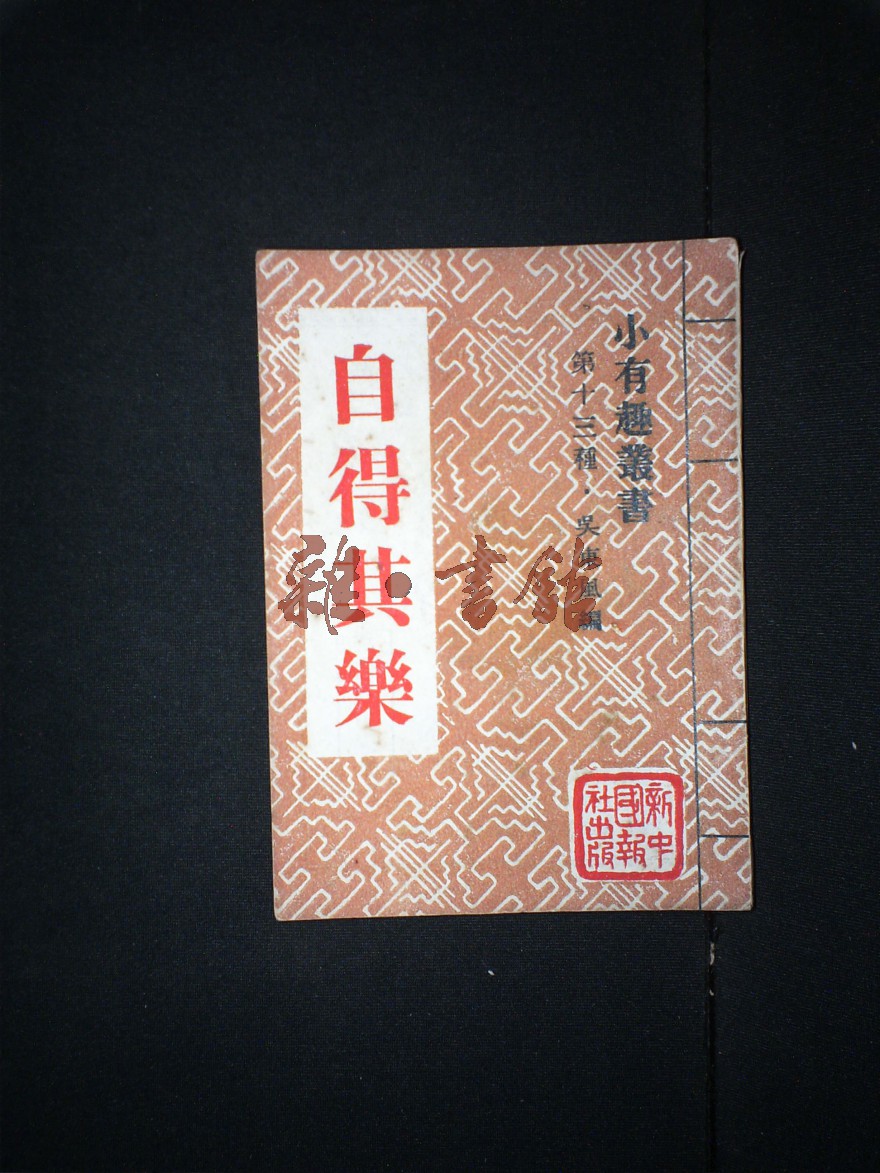 小有趣叢書
第十三種·吳康風編
自得其樂
新中國報社出版
雜·書館